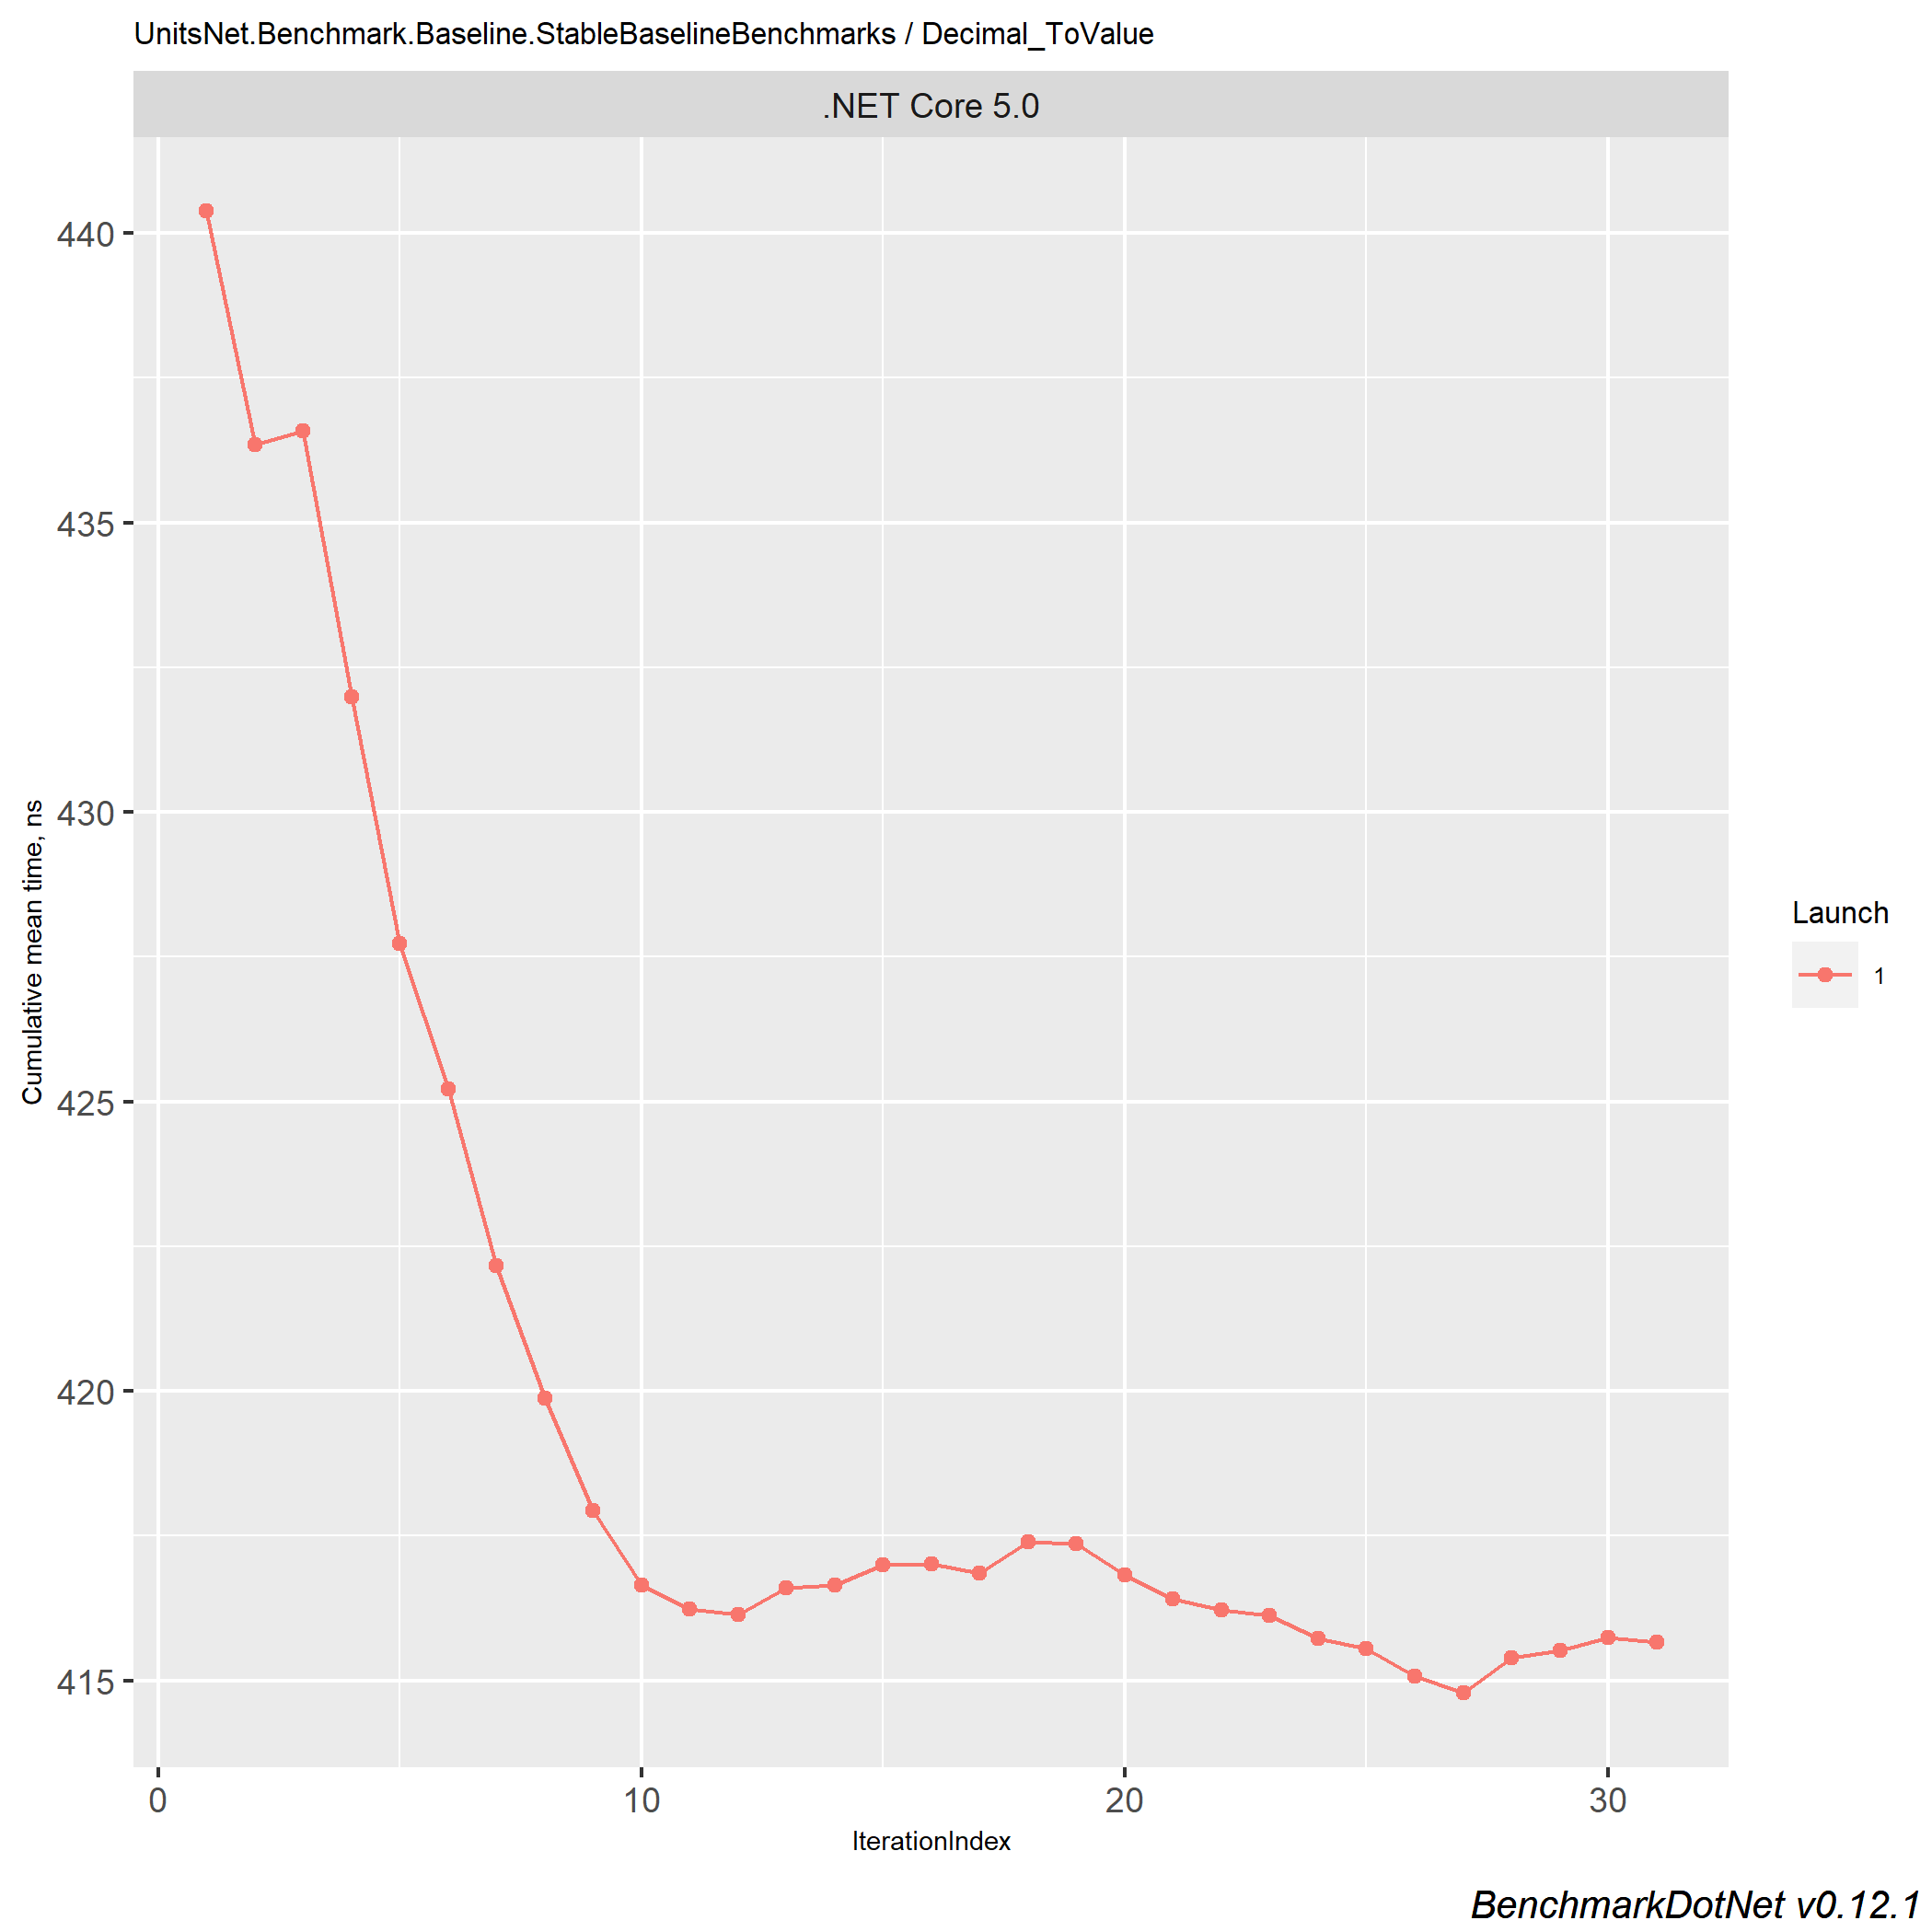 UnitsNet.Benchmark.Baseline.StableBaselineBenchmarks / Decimal_ToValue
.NET Core 5.0
440
435
430
425
420
415
Cumulative mean time, ns
0 10 20 30
IterationIndex
Launch
1
BenchmarkDotNet v0.12.1